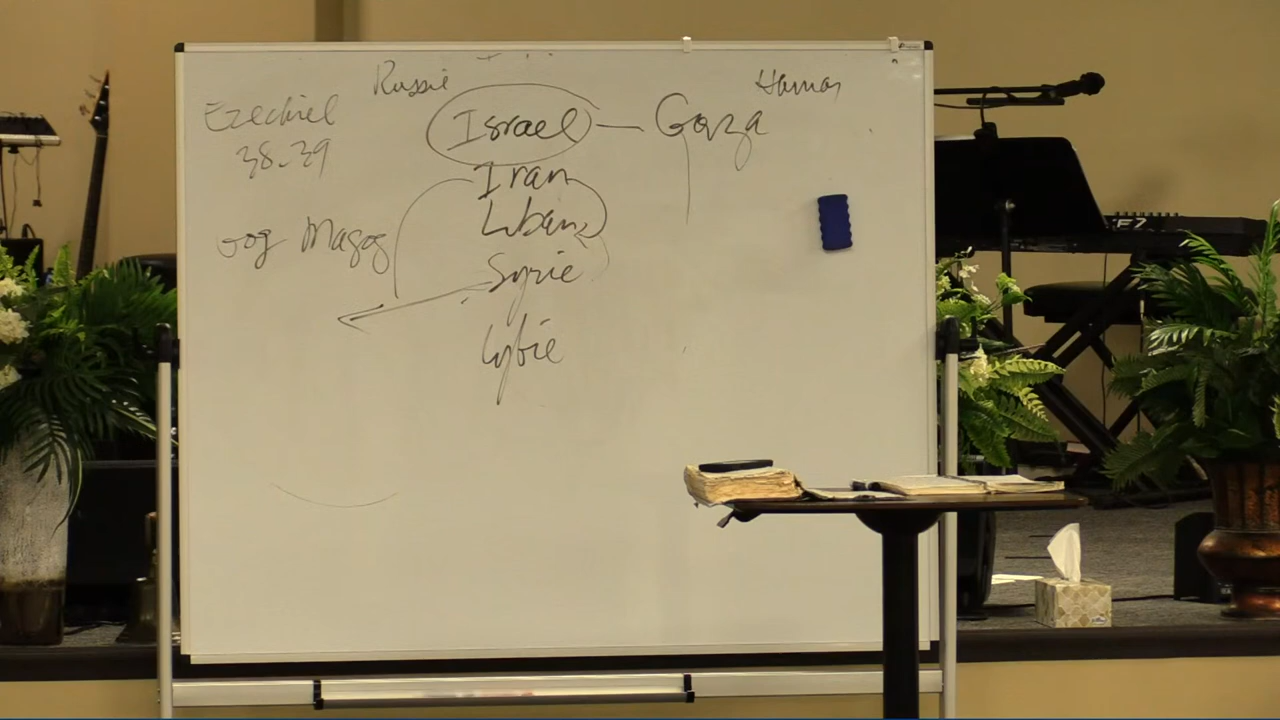 Russie
Hamas
Ezechiel
38-39
Israel — Gaza
Iran
Liban
Syrie
Lybie
gog Magog